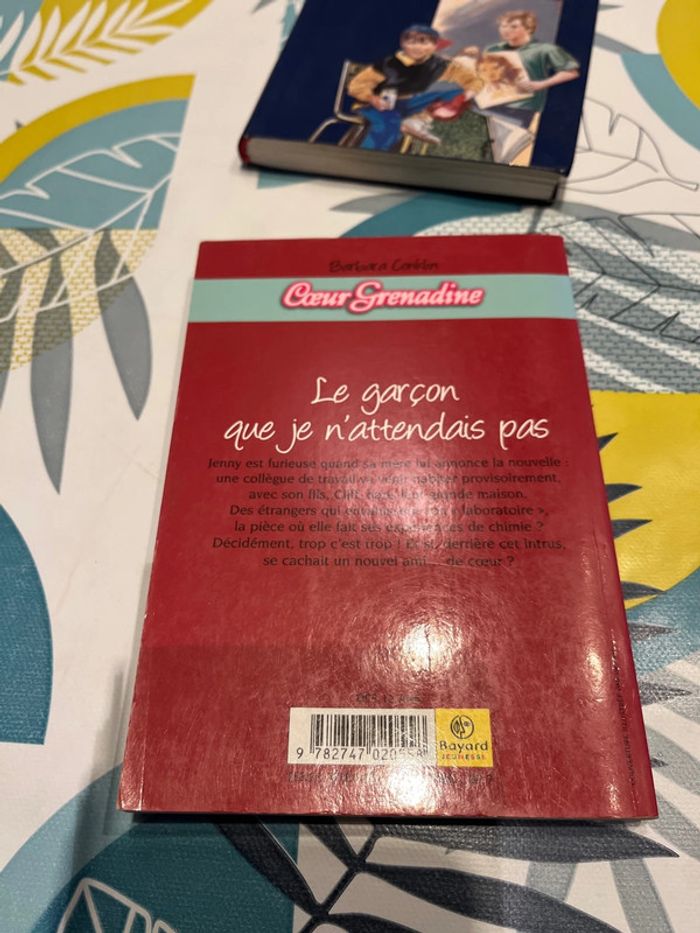 Barbara Conklin
Cœur Grenadine
Le garçon
que je n'attendais pas
Jenny est furieuse quand sa mère lui annonce la nouvelle :
une collègue de travail va venir habiter provisoirement,
avec son fils, Cliff, dans leur grande maison.
Des étrangers qui son « laboratoire »,
la pièce où elle fait ses expériences de chimie ?
Décidément, trop c'est trop ! Et si, derrière cet intrus,
se cachait un nouvel ami... de cœur ?
Bayard
JEUNESSE